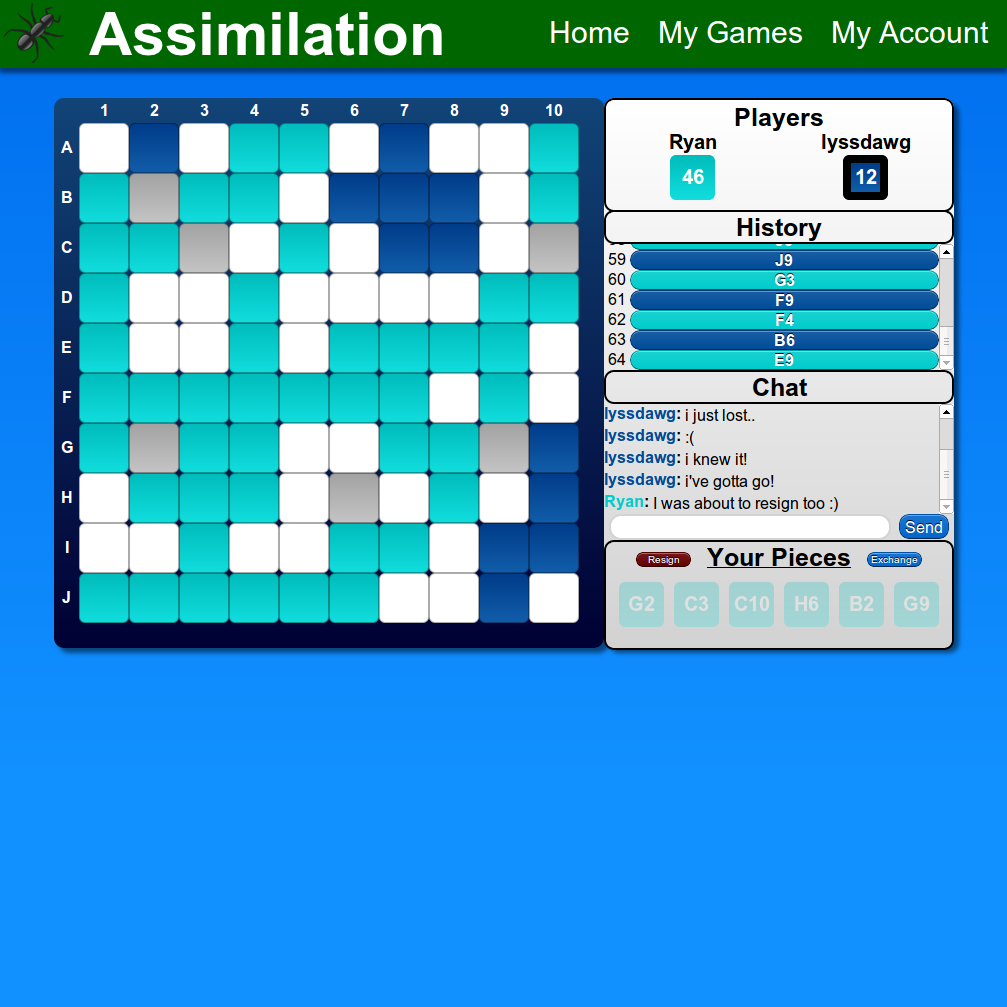 Assimilation
Home My Games My Account
1 2 3 4 5 6 7 8 9 10
A
B
C
D
E
F
G
H
I
J
Players
Ryan lyssdawg
46 12
History
59 J9
60 G3
61 F9
62 F4
63 B6
64 E9
Chat
lyssdawg: i just lost..
lyssdawg: :(
lyssdawg: i knew it!
lyssdawg: i've gotta go!
Ryan: I was about to resign too :)
Send
Resign Your Pieces Exchange
G2 C3 C10 H6 B2 G9